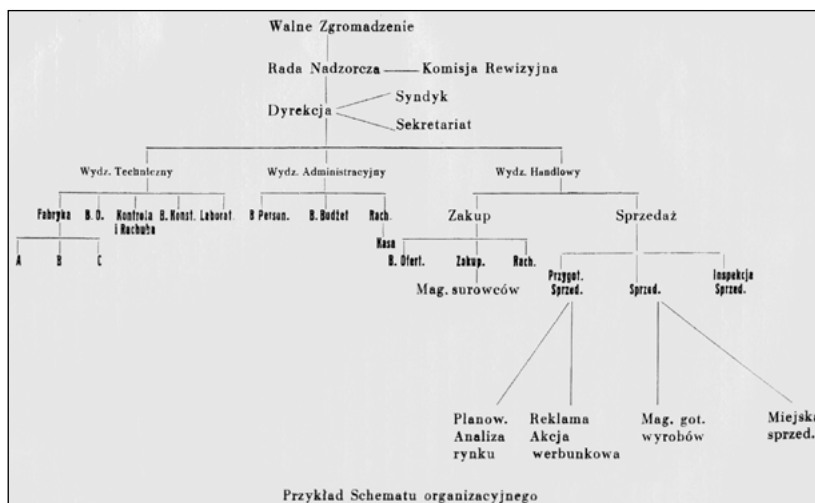 Walne Zgromadzenie
Rada Nadzorcza Komisja Rewizyjna
Syndyk
Dyrekcja
Sekretariat
Wydz. Techniczny Wydz. Administracyjny Wydz. Handlowy
Fabryka B. O. Kontrola i Rachuba B. Konst. Laborat. B Person. B. Budżet Rach. Zakup Sprzedaż
Kasa
A B C B. Ofert. Zakup. Rach. Przygot. Sprzed. Sprzed. Inspekcja Sprzed.
Mag. surowców
Planow. Reklama Mag. got. Miejska
Analiza Akcja wyrobów sprzed.
rynku werbunkowa
Przykład Schematu organizacyjnego